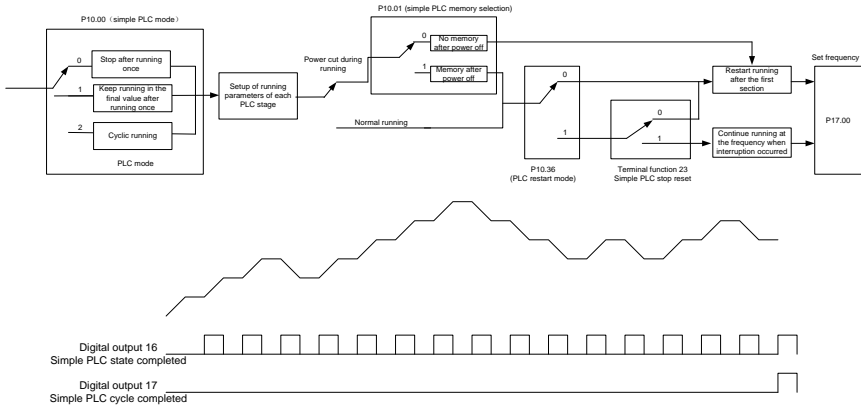 P10.00（simple PLC mode)
0
Stop after running
once
1
Keep running in the
final value after
running once
2
Cyclic running
PLC mode
Setup of running
parameters of each
PLC stage
Power cut during
running
Normal running
P10.01 (simple PLC memory selection)
0
No memory
after power off
1
Memory after
power off
0
1
P10.36
(PLC restart mode)
0
1
Terminal function 23
Simple PLC stop reset
Restart running
after the first
section
Continue running at
the frequency when
interruption occurred
Set frequency
P17.00
Digital output 16
Simple PLC state completed
Digital output 17
Simple PLC cycle completed